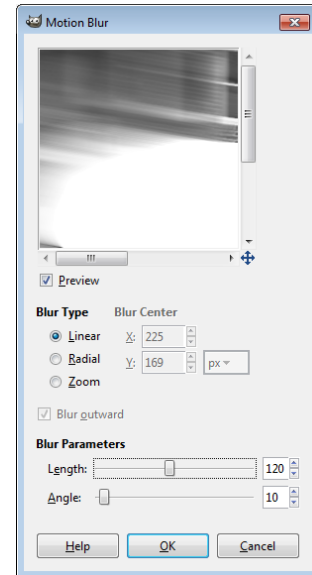 Motion Blur
Preview
Blur Type Blur Center
Linear X: 225
Radial Y: 169 px
Zoom
Blur outward
Blur Parameters
Length: 120
Angle: 10
Help OK Cancel